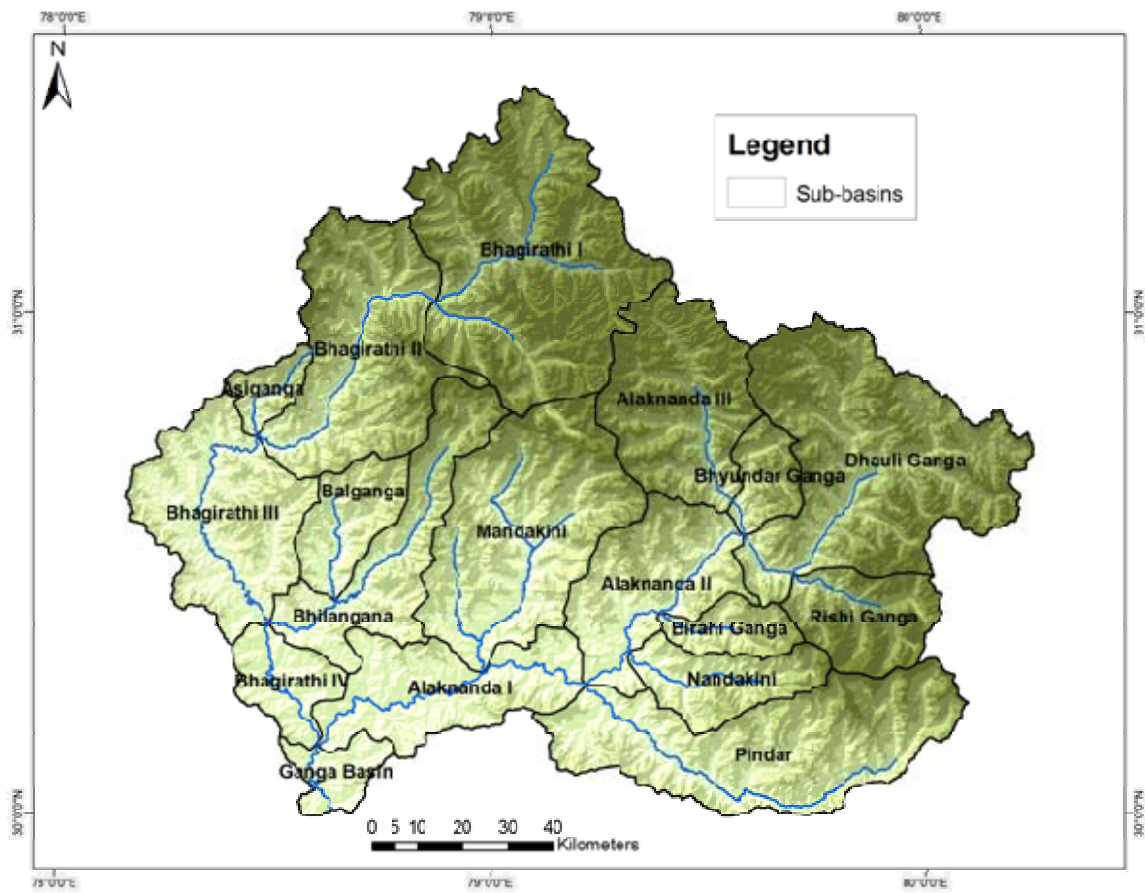 78°0'0"E 79°0'0"E 80°0'0"E
N
Legend
Sub-basins
Bhagirathi I
31°0'0"N 31°0'0"N
Bhagirathi II
Asiganga
Alaknanda III
Dhauli Ganga
Bhyundar Ganga
Balganga
Bhagirathi III
Mandakini
Alaknanda II
Bhilangana
Rishi Ganga
Birahi Ganga
Bhagirathi IV
Alaknanda I
Nandakini
Pindar
Ganga Basin
30°0'0"N 30°0'0"N
0 5 10 20 30 40
Kilometers
79°0'0"E 80°0'0"E